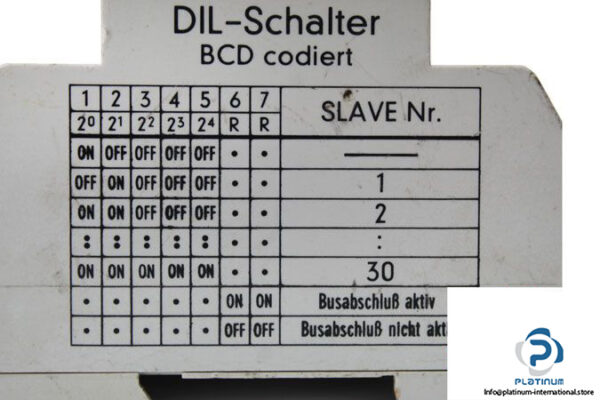 DIL-Schalter
BCD codiert
1 2 3 4 5 6 7 SLAVE Nr.
2⁰ 2¹ 2² 2³ 2⁴ R R
ON OFF OFF OFF OFF • • —
OFF ON OFF OFF OFF • • 1
ON ON OFF OFF OFF • • 2
: : : : : • • :
ON ON ON ON ON • • 30
• • • • • ON ON Busabschluß aktiv
• • • • • OFF OFF Busabschluß nicht akt
PLATINUM
Info@platinum-international.store